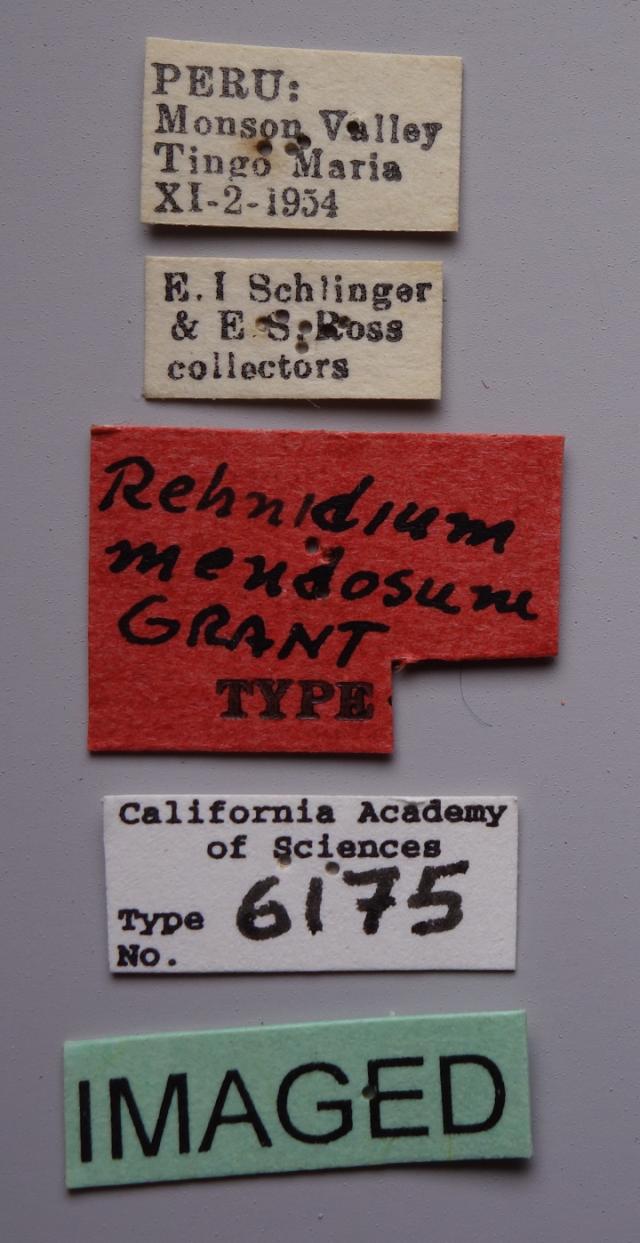 PERU:
Monson Valley
Tingo Maria
XI-2-1954
E. I Schlinger
& E S. Ross
collectors
Rehnidium
mendosum
GRANT
TYPE
California Academy
of Sciences
Type
No. 6175
IMAGED